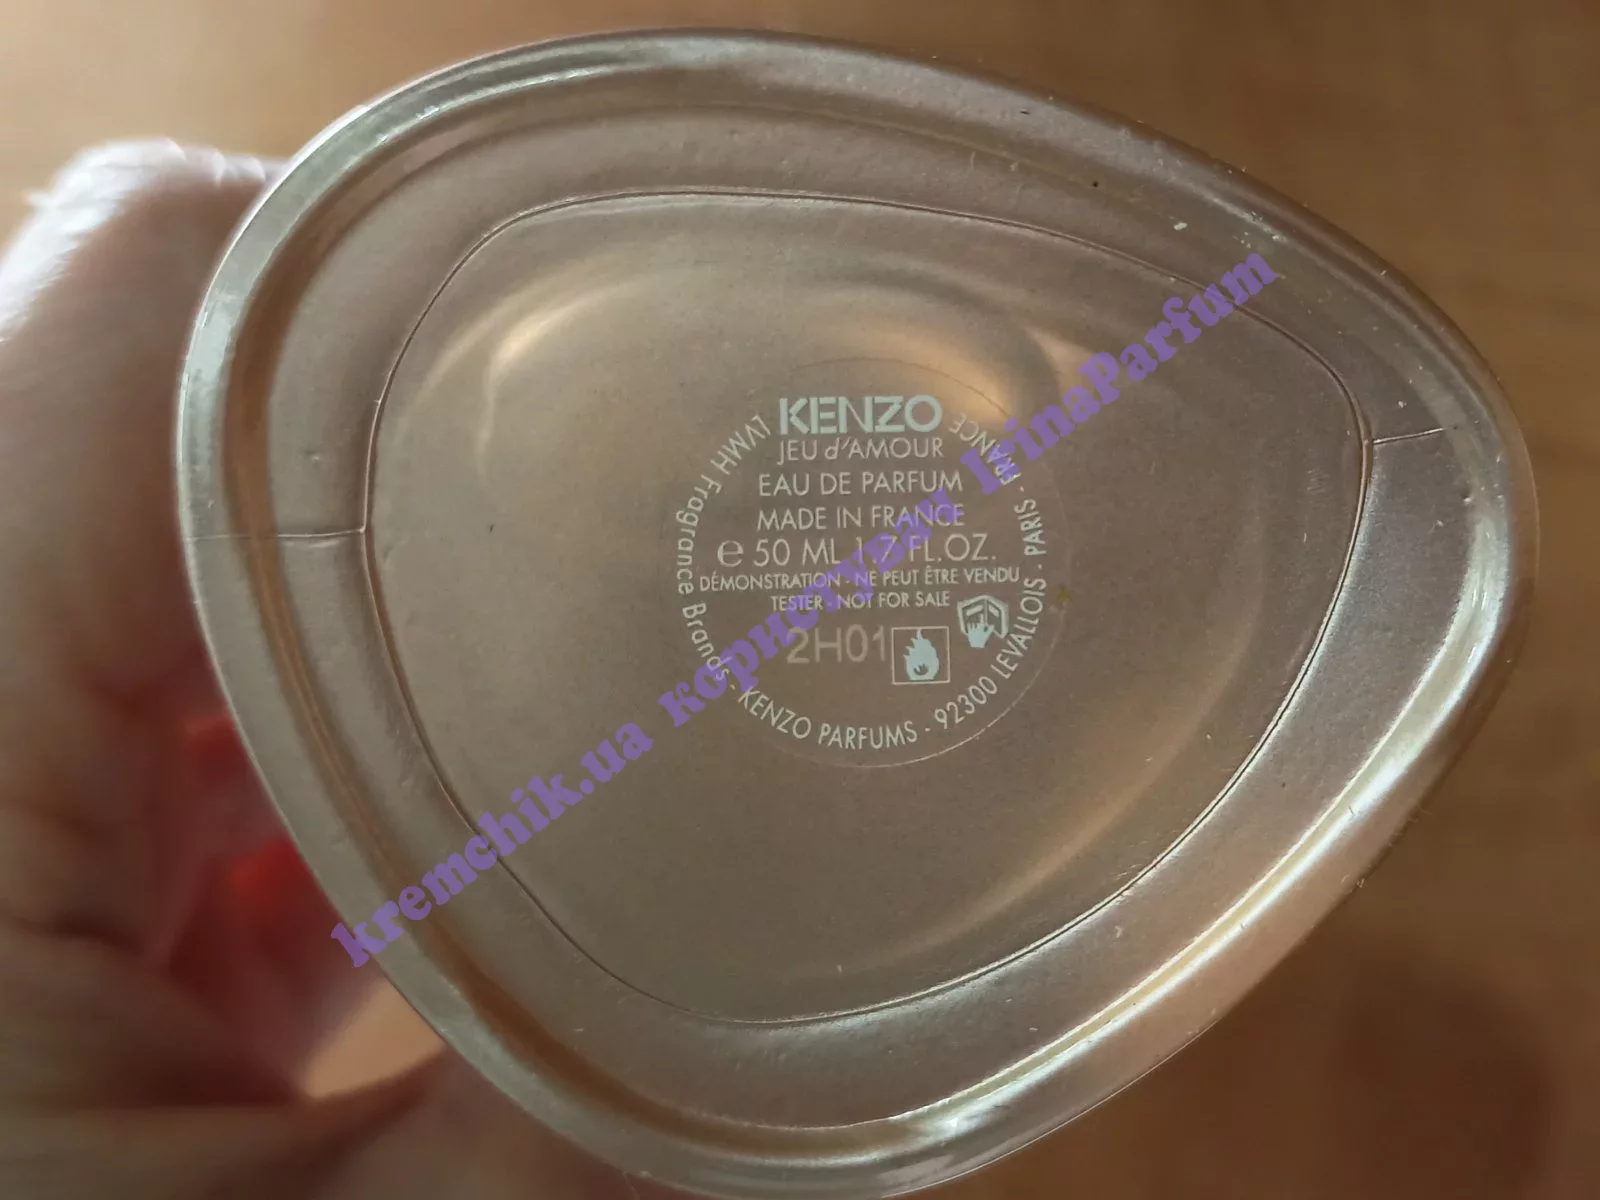 KENZO
JEU d'AMOUR
EAU DE PARFUM
MADE IN FRANCE
℮ 50 ML 1.7 FL.OZ.
DÉMONSTRATION - NE PEUT ÊTRE VENDU
TESTER - NOT FOR SALE
2H01
LVMH Fragrance Brands - KENZO PARFUMS - 92300 LEVALLOIS - PARIS - FRANCE
kremchik.ua користувач IrinaParfum